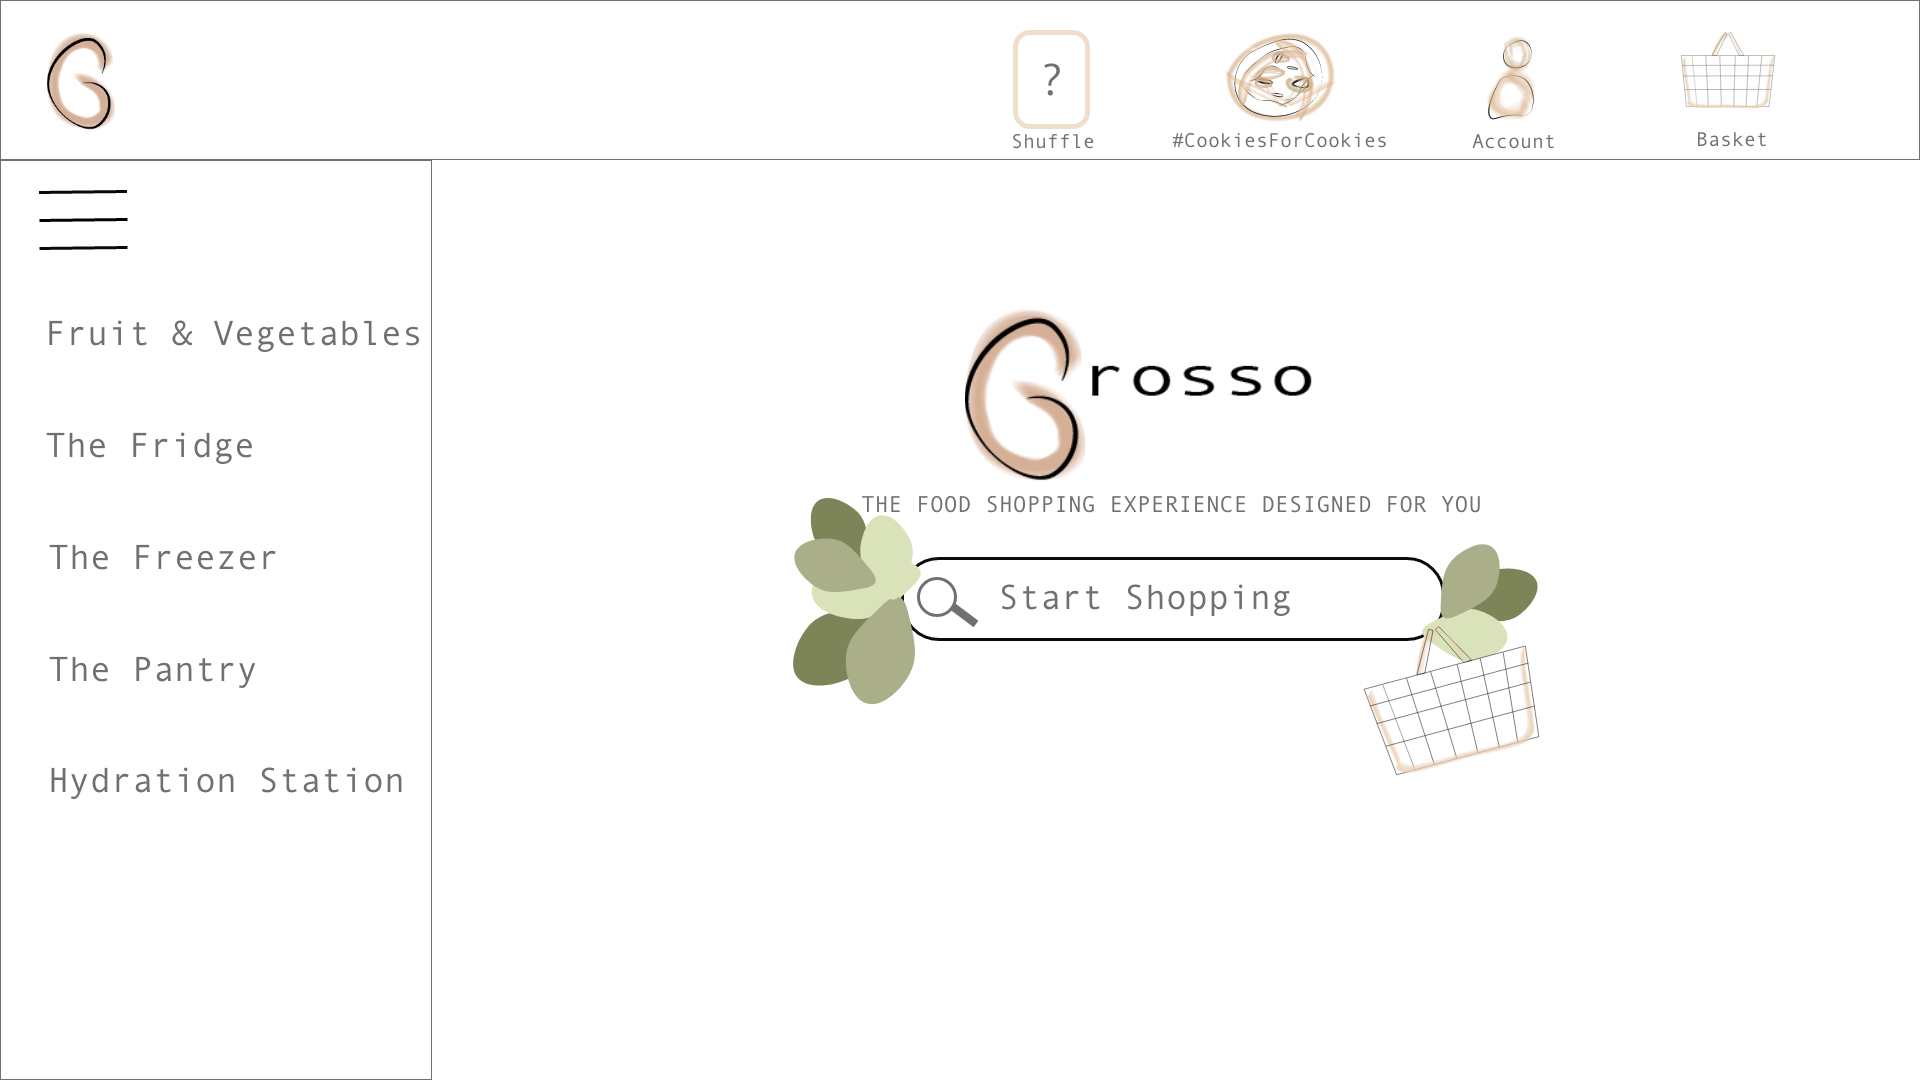 G
?
Shuffle
#CookiesForCookies
Account
Basket
Fruit & Vegetables
The Fridge
The Freezer
The Pantry
Hydration Station
Grosso
THE FOOD SHOPPING EXPERIENCE DESIGNED FOR YOU
Start Shopping